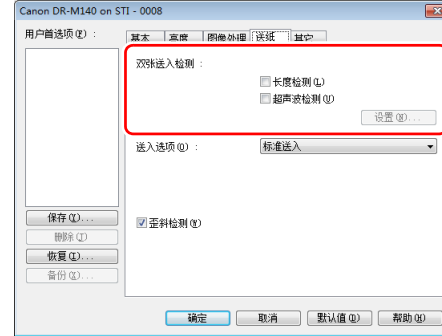 Canon DR-M140 on STI - 0008
用户首选项(P) :
基本 亮度 图像处理 送纸 其它
双张送入检测 :
长度检测(L)
超声波检测(U)
设置(N)...
送入选项(O) :
标准送入
歪斜检测(W)
保存(Y)...
删除(J)
恢复(I)...
备份(X)...
确定 取消 默认值(D) 帮助(H)